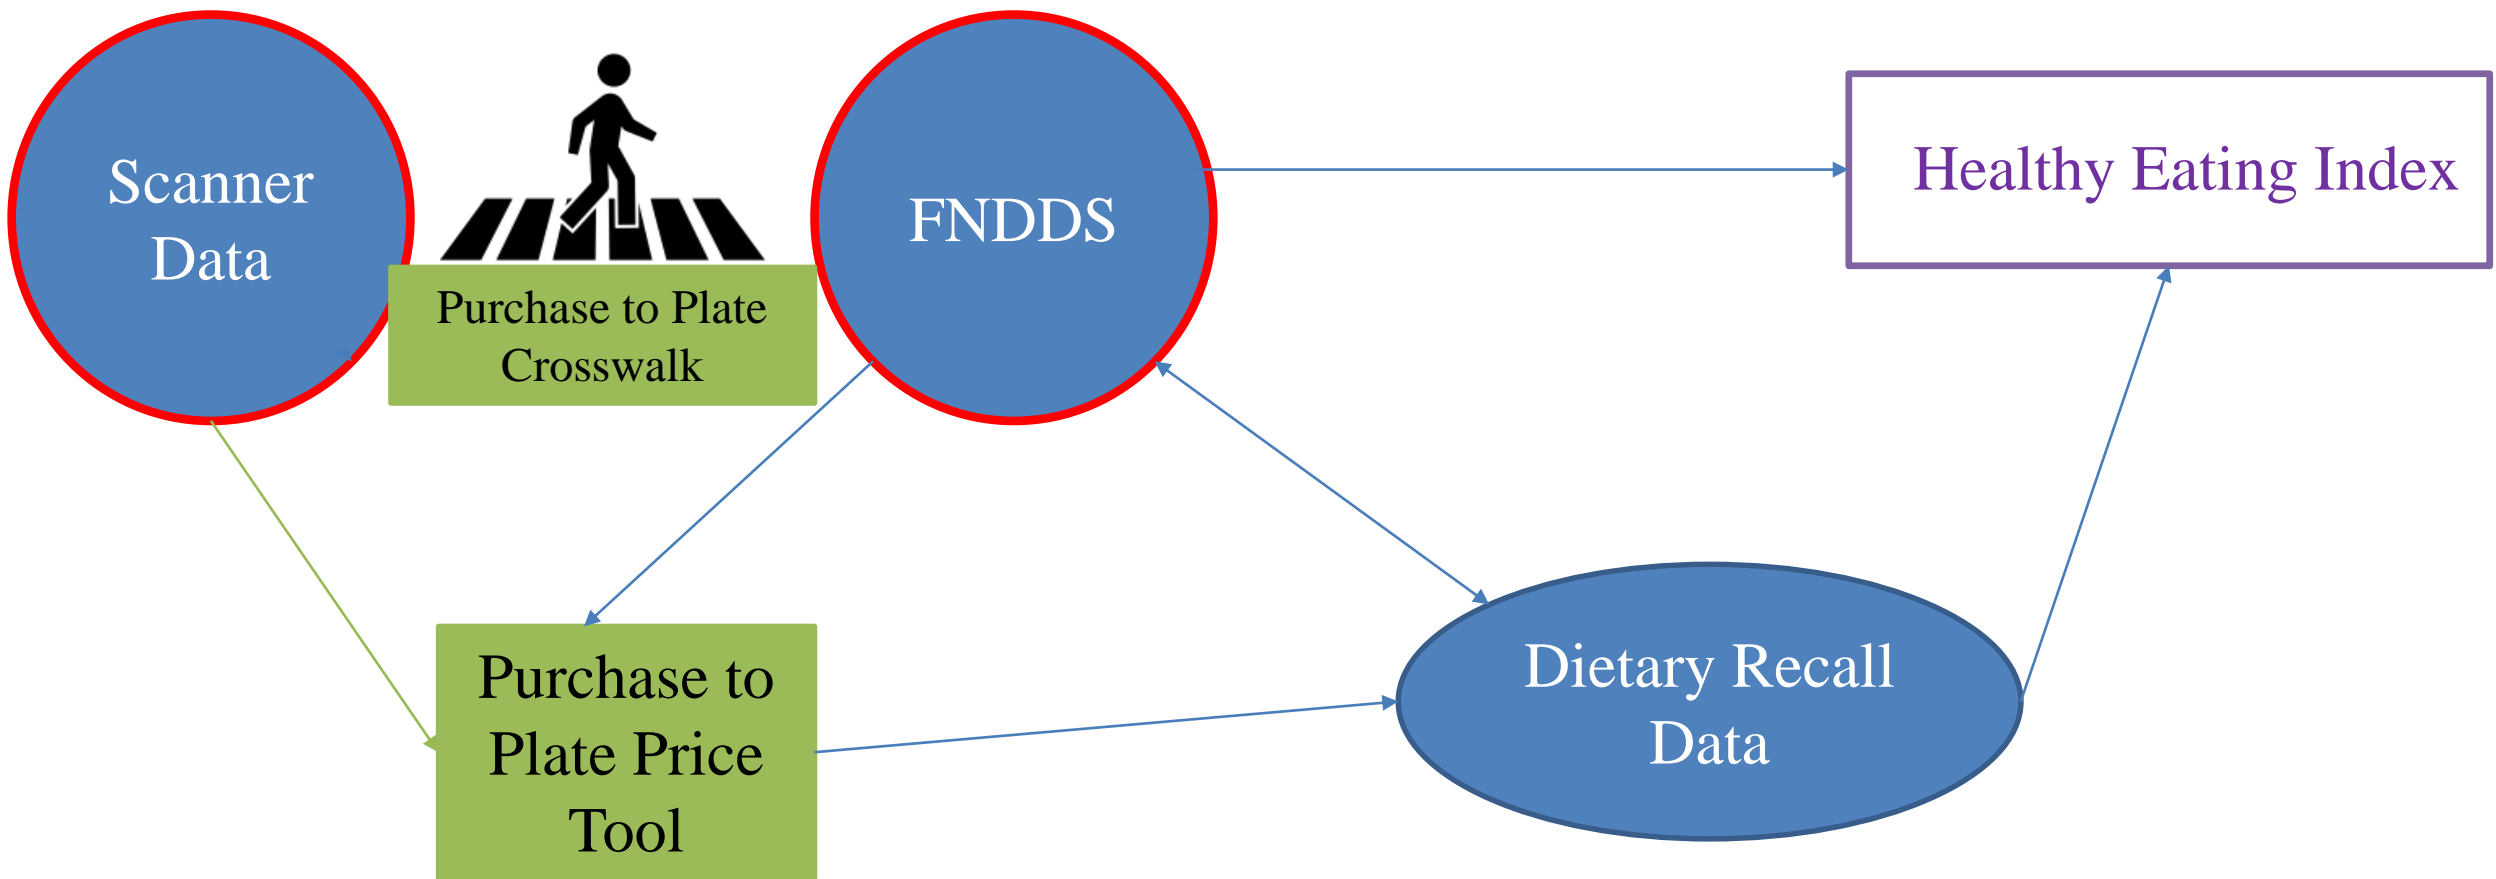 Scanner
Data
Purchase to Plate
Crosswalk
FNDDS
Healthy Eating Index
Purchase to
Plate Price
Tool
Dietary Recall
Data